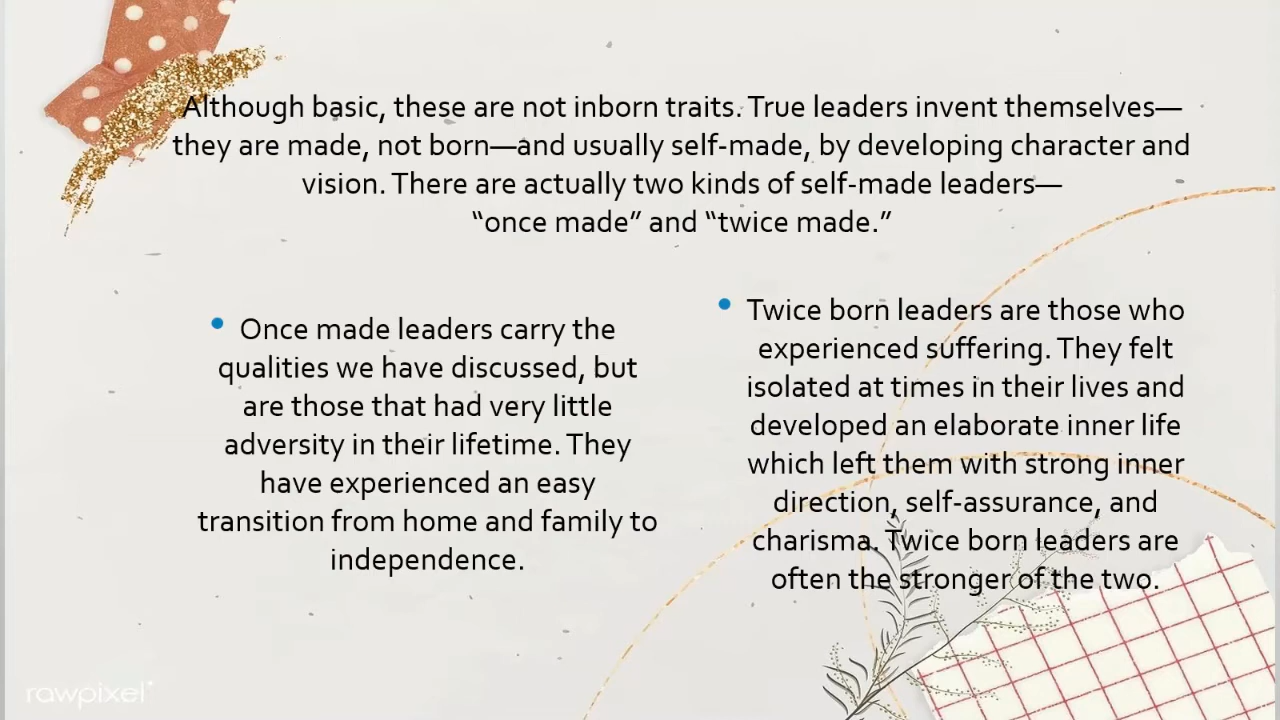 Although basic, these are not inborn traits. True leaders invent themselves—
they are made, not born—and usually self-made, by developing character and
vision. There are actually two kinds of self-made leaders—
“once made” and “twice made.”
• Once made leaders carry the
qualities we have discussed, but
are those that had very little
adversity in their lifetime. They
have experienced an easy
transition from home and family to
independence.
• Twice born leaders are those who
experienced suffering. They felt
isolated at times in their lives and
developed an elaborate inner life
which left them with strong inner
direction, self-assurance, and
charisma. Twice born leaders are
often the stronger of the two.
rawpixel